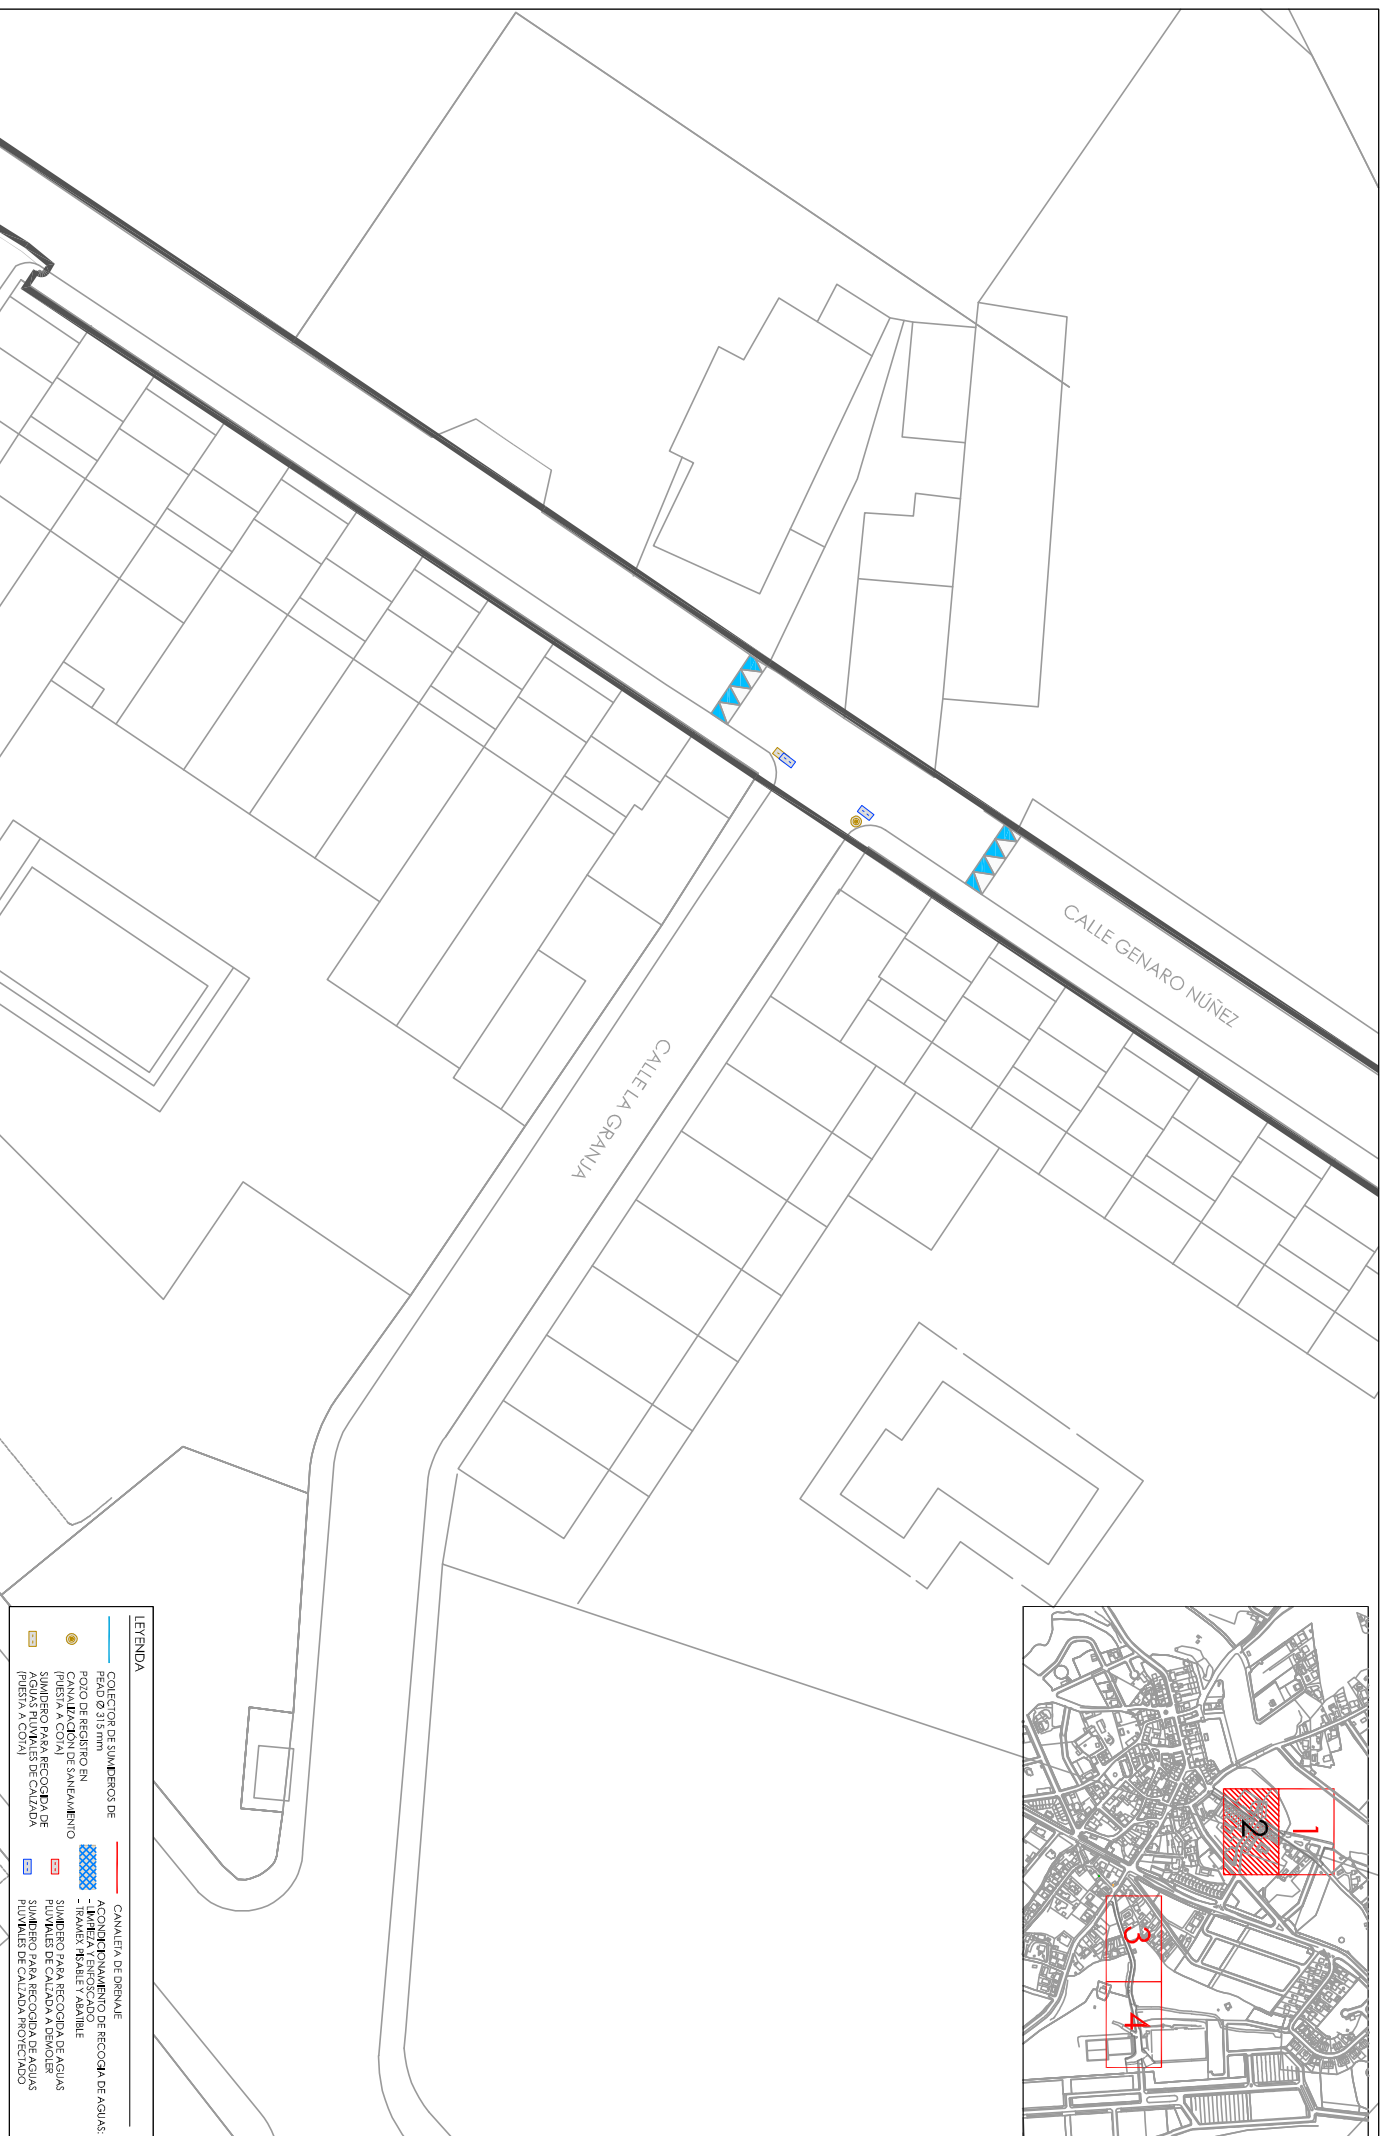 CALLE GENARO NÚÑEZ
CALLE LA GRANJA
1
2
3
4
LEYENDA
COLECTOR DE SUMIDEROS DE
PEAD Ø 315 mm
POZO DE REGISTRO EN
CANALIZACIÓN DE SANEAMIENTO
(PUESTA A COTA)
SUMIDERO PARA RECOGIDA DE
AGUAS PLUVIALES DE CALZADA
(PUESTA A COTA)
CANALETA DE DRENAJE
ACONDICIONAMIENTO DE RECOGIA DE AGUAS:
- LIMPIEZA Y ENFOSCADO
- TRAMEX PISABLE Y ABATIBLE
SUMIDERO PARA RECOGIDA DE AGUAS
PLUVIALES DE CALZADA A DEMOLER
SUMIDERO PARA RECOGIDA DE AGUAS
PLUVIALES DE CALZADA PROYECTADO